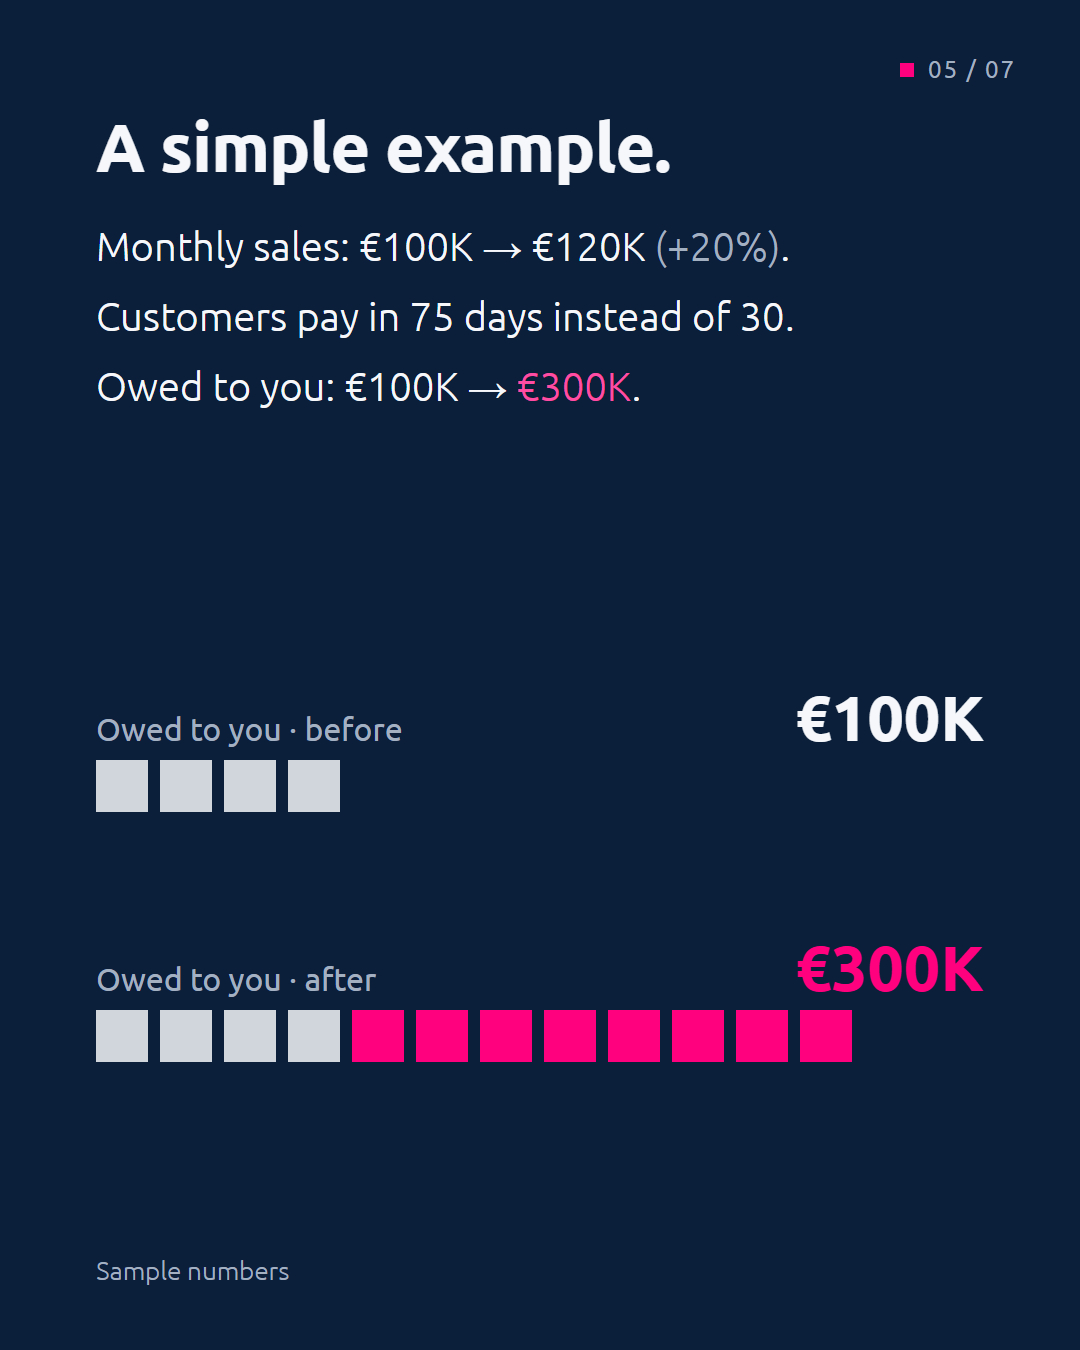 05 / 07
A simple example.
Monthly sales: €100K → €120K (+20%).
Customers pay in 75 days instead of 30.
Owed to you: €100K → €300K.
Owed to you · before
€100K
Owed to you · after
€300K
Sample numbers